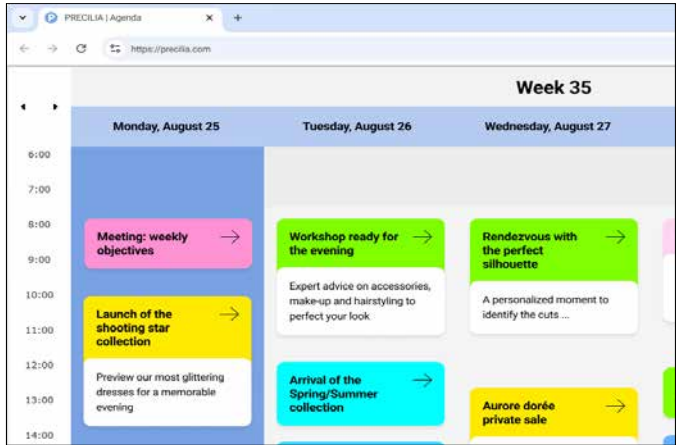 PRECILIA | Agenda
https://precilia.com
Week 35
Monday, August 25
Tuesday, August 26
Wednesday, August 27
6:00
7:00
8:00
9:00
10:00
11:00
12:00
13:00
14:00
Meeting: weekly
objectives
Launch of the
shooting star
collection
Preview our most glittering
dresses for a memorable
evening
Workshop ready for
the evening
Expert advice on accessories,
make-up and hairstyling to
perfect your look
Arrival of the
Spring/Summer
collection
Rendezvous with
the perfect
silhouette
A personalized moment to
identify the cuts ...
Aurore dorée
private sale